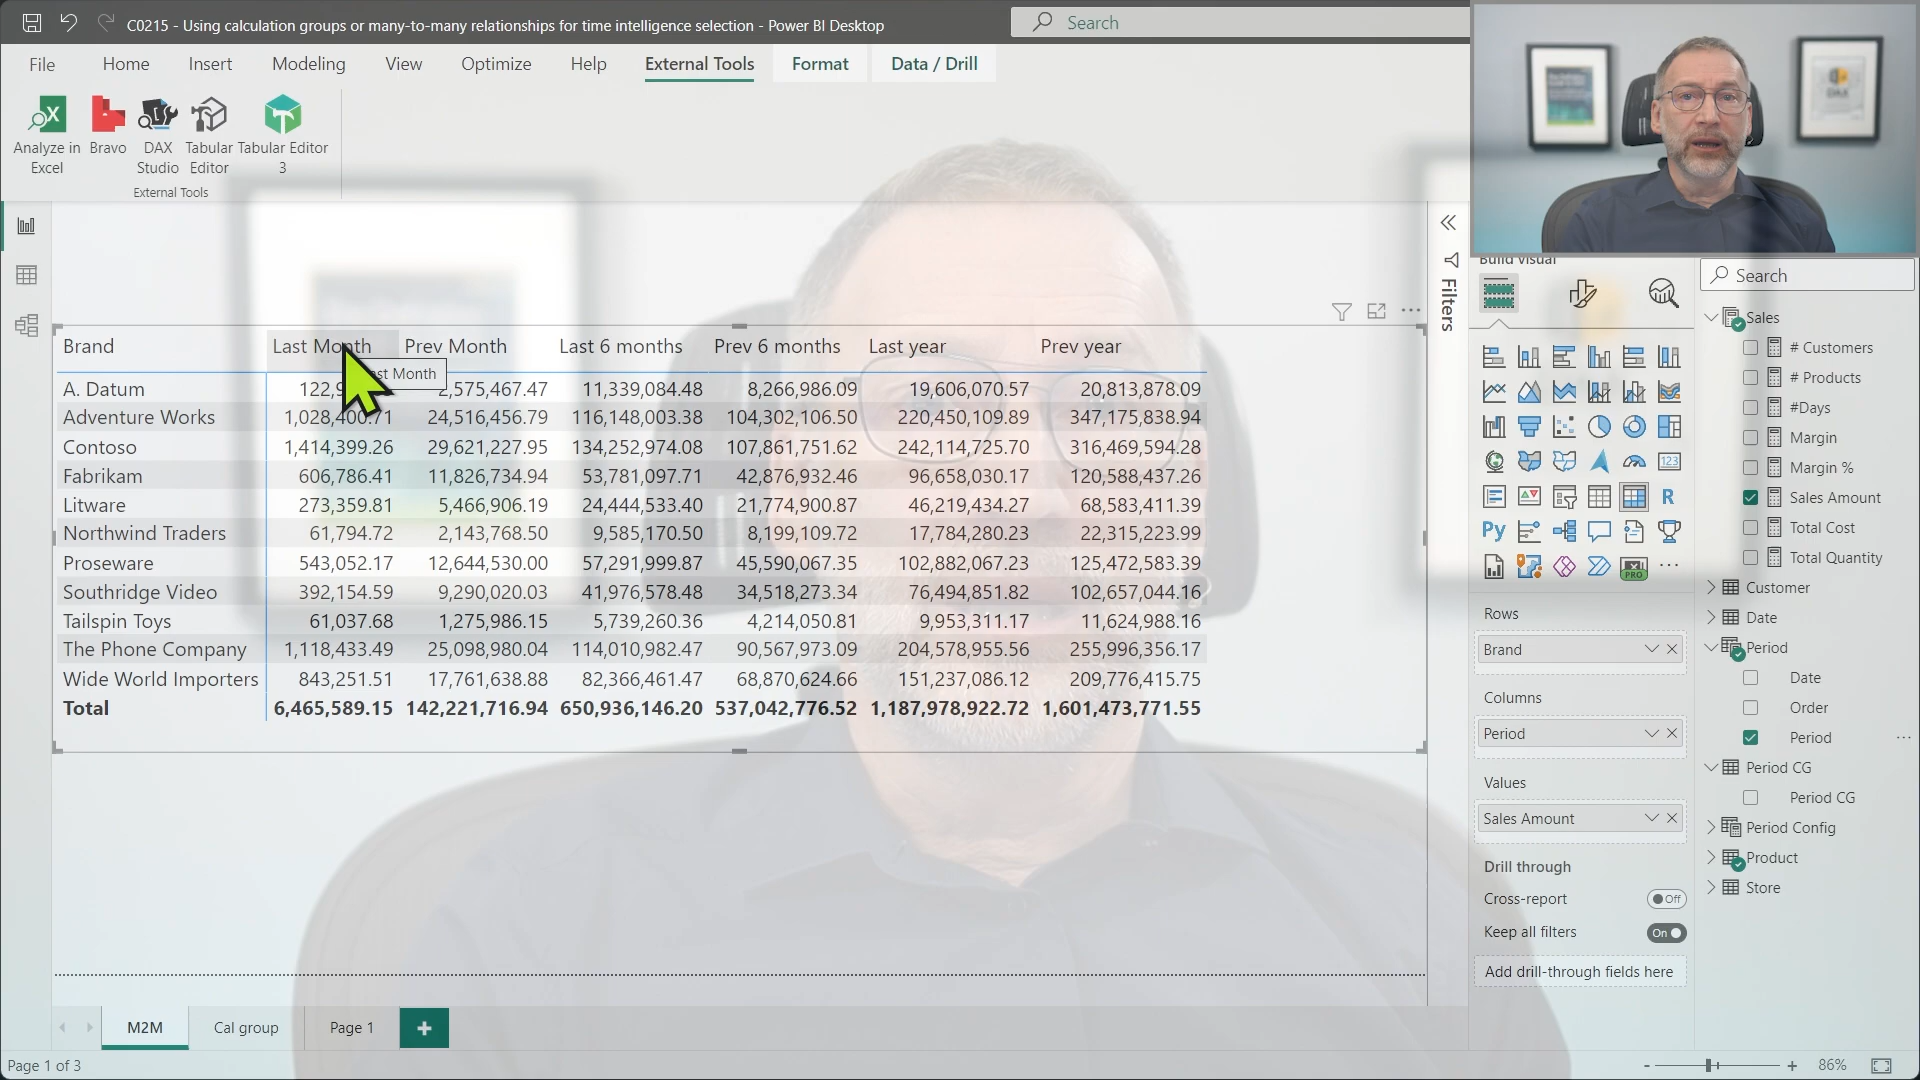 C0215 - Using calculation groups or many-to-many relationships for time intelligence selection - Power BI Desktop
Search
File Home Insert Modeling View Optimize Help External Tools Format Data / Drill
Analyze in Excel
Bravo
DAX Studio
Tabular Editor
Tabular Editor 3
External Tools
Filters
Brand Last Month Prev Month Last 6 months Prev 6 months Last year Prev year
A. Datum 2,575,467.47 11,339,084.48 8,266,986.09 19,606,070.57 20,813,878.09
Adventure Works 1,028,400.71 24,516,456.79 116,148,003.38 104,302,106.50 220,450,109.89 347,175,838.94
Contoso 1,414,399.26 29,621,227.95 134,252,974.08 107,861,751.62 242,114,725.70 316,469,594.28
Fabrikam 606,786.41 11,826,734.94 53,781,097.71 42,876,932.46 96,658,030.17 120,588,437.26
Litware 273,359.81 5,466,906.19 24,444,533.40 21,774,900.87 46,219,434.27 68,583,411.39
Northwind Traders 61,794.72 2,143,768.50 9,585,170.50 8,199,109.72 17,784,280.23 22,315,223.99
Proseware 543,052.17 12,644,530.00 57,291,999.87 45,590,067.35 102,882,067.23 125,472,583.39
Southridge Video 392,154.59 9,290,020.03 41,976,578.48 34,518,273.34 76,494,851.82 102,657,044.16
Tailspin Toys 61,037.68 1,275,986.15 5,739,260.36 4,214,050.81 9,953,311.17 11,624,988.16
The Phone Company 1,118,433.49 25,098,980.04 114,010,982.47 90,567,973.09 204,578,955.56 255,996,356.17
Wide World Importers 843,251.51 17,761,638.88 82,366,461.47 68,870,624.66 151,237,086.12 209,776,415.75
Total 6,465,589.15 142,221,716.94 650,936,146.20 537,042,776.52 1,187,978,922.72 1,601,473,771.55
Build visual
123
R
Py
PRO
Rows
Brand
Columns
Period
Values
Sales Amount
Drill through
Cross-report Off
Keep all filters On
Add drill-through fields here
Search
Sales
# Customers
# Products
#Days
Margin
Margin %
Sales Amount
Total Cost
Total Quantity
Customer
Date
Period
Date
Order
Period
Period CG
Period CG
Period Config
Product
Store
M2M Cal group Page 1 +
Page 1 of 3
- + 86%